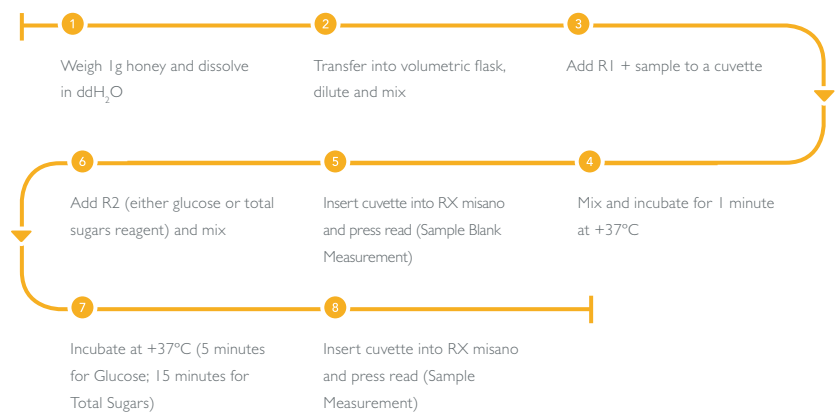 1
Weigh 1g honey and dissolve
in ddH₂O
2
Transfer into volumetric flask,
dilute and mix
3
Add R1 + sample to a cuvette
4
Mix and incubate for 1 minute
at +37ºC
5
Insert cuvette into RX misano
and press read (Sample Blank
Measurement)
6
Add R2 (either glucose or total
sugars reagent) and mix
7
Incubate at +37ºC (5 minutes
for Glucose; 15 minutes for
Total Sugars)
8
Insert cuvette into RX misano
and press read (Sample
Measurement)